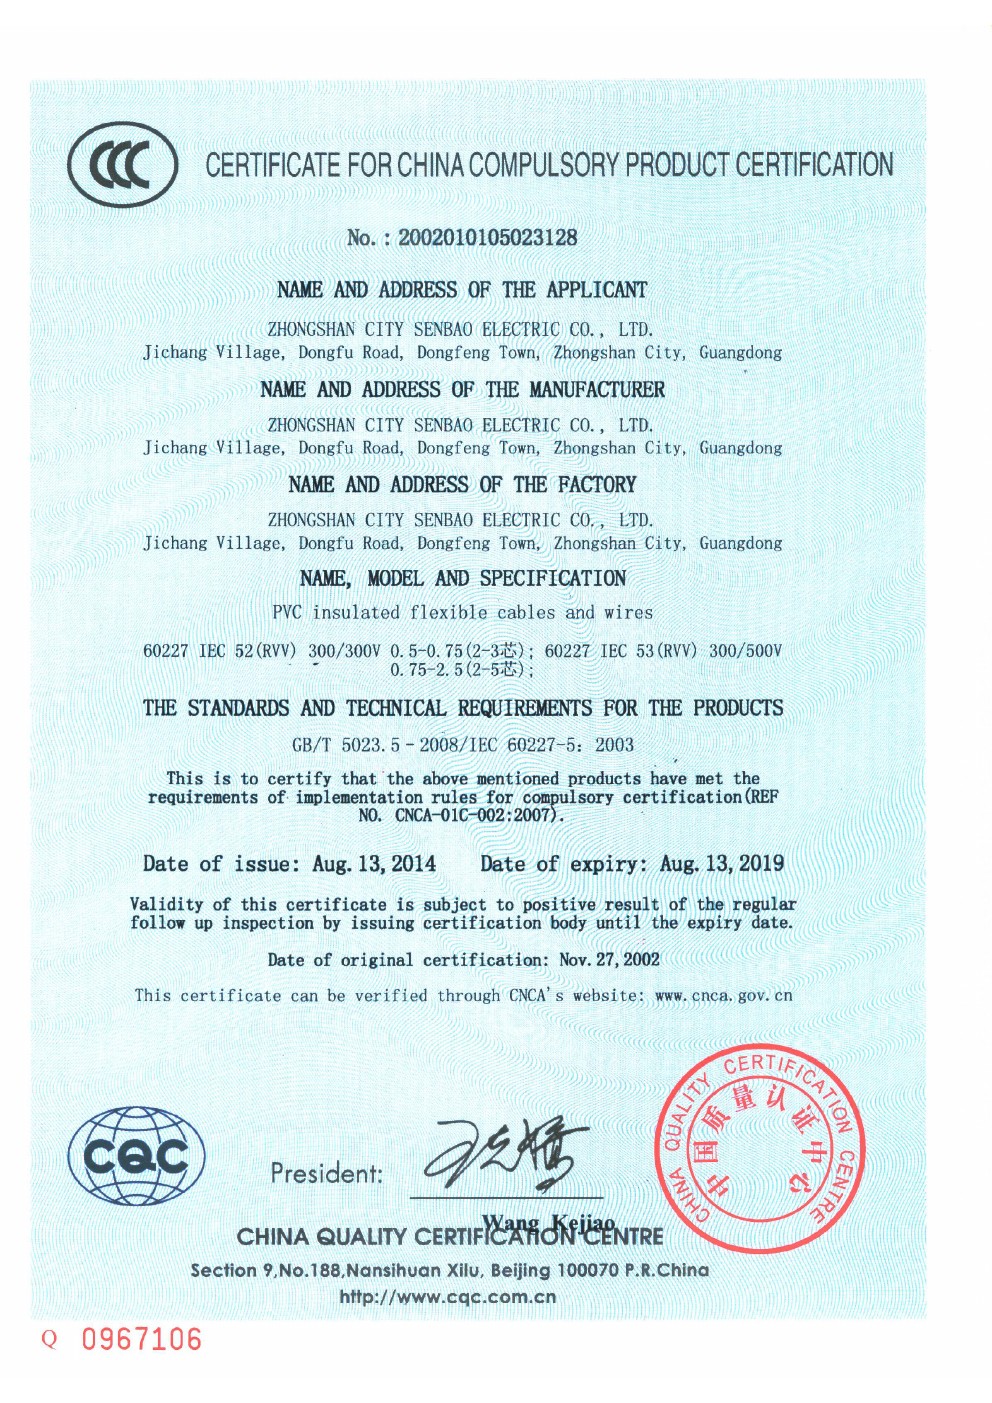 CCC CERTIFICATE FOR CHINA COMPULSORY PRODUCT CERTIFICATION
No. : 2002010105023128
NAME AND ADDRESS OF THE APPLICANT
ZHONGSHAN CITY SENBAO ELECTRIC CO., LTD.
Jichang Village, Dongfu Road, Dongfeng Town, Zhongshan City, Guangdong
NAME AND ADDRESS OF THE MANUFACTURER
ZHONGSHAN CITY SENBAO ELECTRIC CO., LTD.
Jichang Village, Dongfu Road, Dongfeng Town, Zhongshan City, Guangdong
NAME AND ADDRESS OF THE FACTORY
ZHONGSHAN CITY SENBAO ELECTRIC CO., LTD.
Jichang Village, Dongfu Road, Dongfeng Town, Zhongshan City, Guangdong
NAME, MODEL AND SPECIFICATION
PVC insulated flexible cables and wires
60227 IEC 52(RVV) 300/300V 0.5-0.75(2-3芯); 60227 IEC 53(RVV) 300/500V
0.75-2.5(2-5芯);
THE STANDARDS AND TECHNICAL REQUIREMENTS FOR THE PRODUCTS
GB/T 5023.5-2008/IEC 60227-5: 2003
This is to certify that the above mentioned products have met the
requirements of implementation rules for compulsory certification(REF
NO. CNCA-01C-002:2007).
Date of issue: Aug. 13, 2014 Date of expiry: Aug. 13, 2019
Validity of this certificate is subject to positive result of the regular
follow up inspection by issuing certification body until the expiry date.
Date of original certification: Nov. 27, 2002
This certificate can be verified through CNCA's website: www.cnca.gov.cn
CQC
President:
Wang Kejiao
CHINA QUALITY CERTIFICATION CENTRE
中国质量认证中心
CHINA QUALITY CERTIFICATION CENTRE
Section 9,No.188,Nansihuan Xilu, Beijing 100070 P.R.China
http://www.cqc.com.cn
Q 0967106